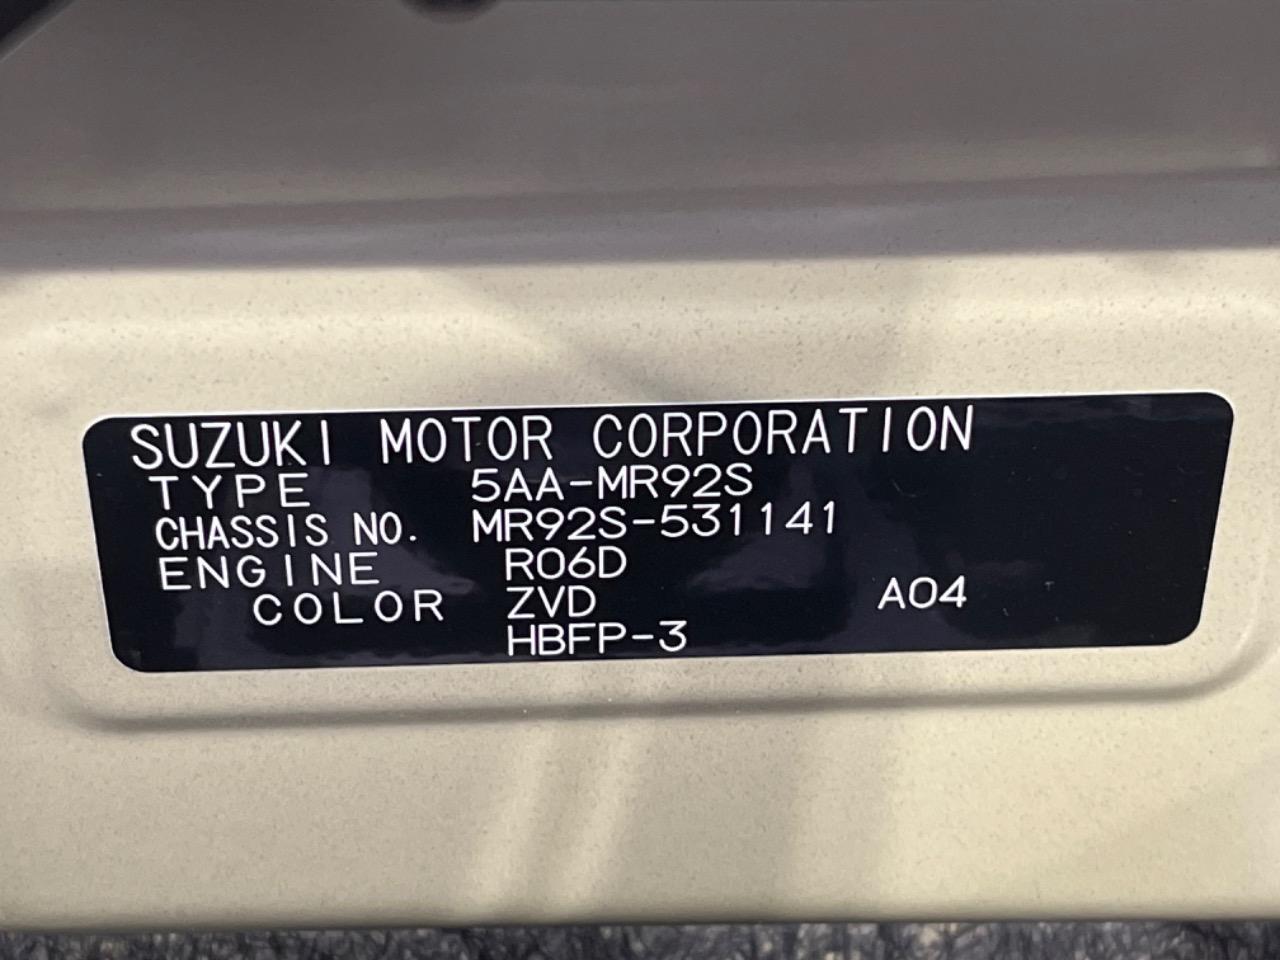 SUZUKI MOTOR CORPORATION
TYPE 5AA-MR92S
CHASSIS NO. MR92S-531141
ENGINE R06D
COLOR ZVD A04
HBFP-3